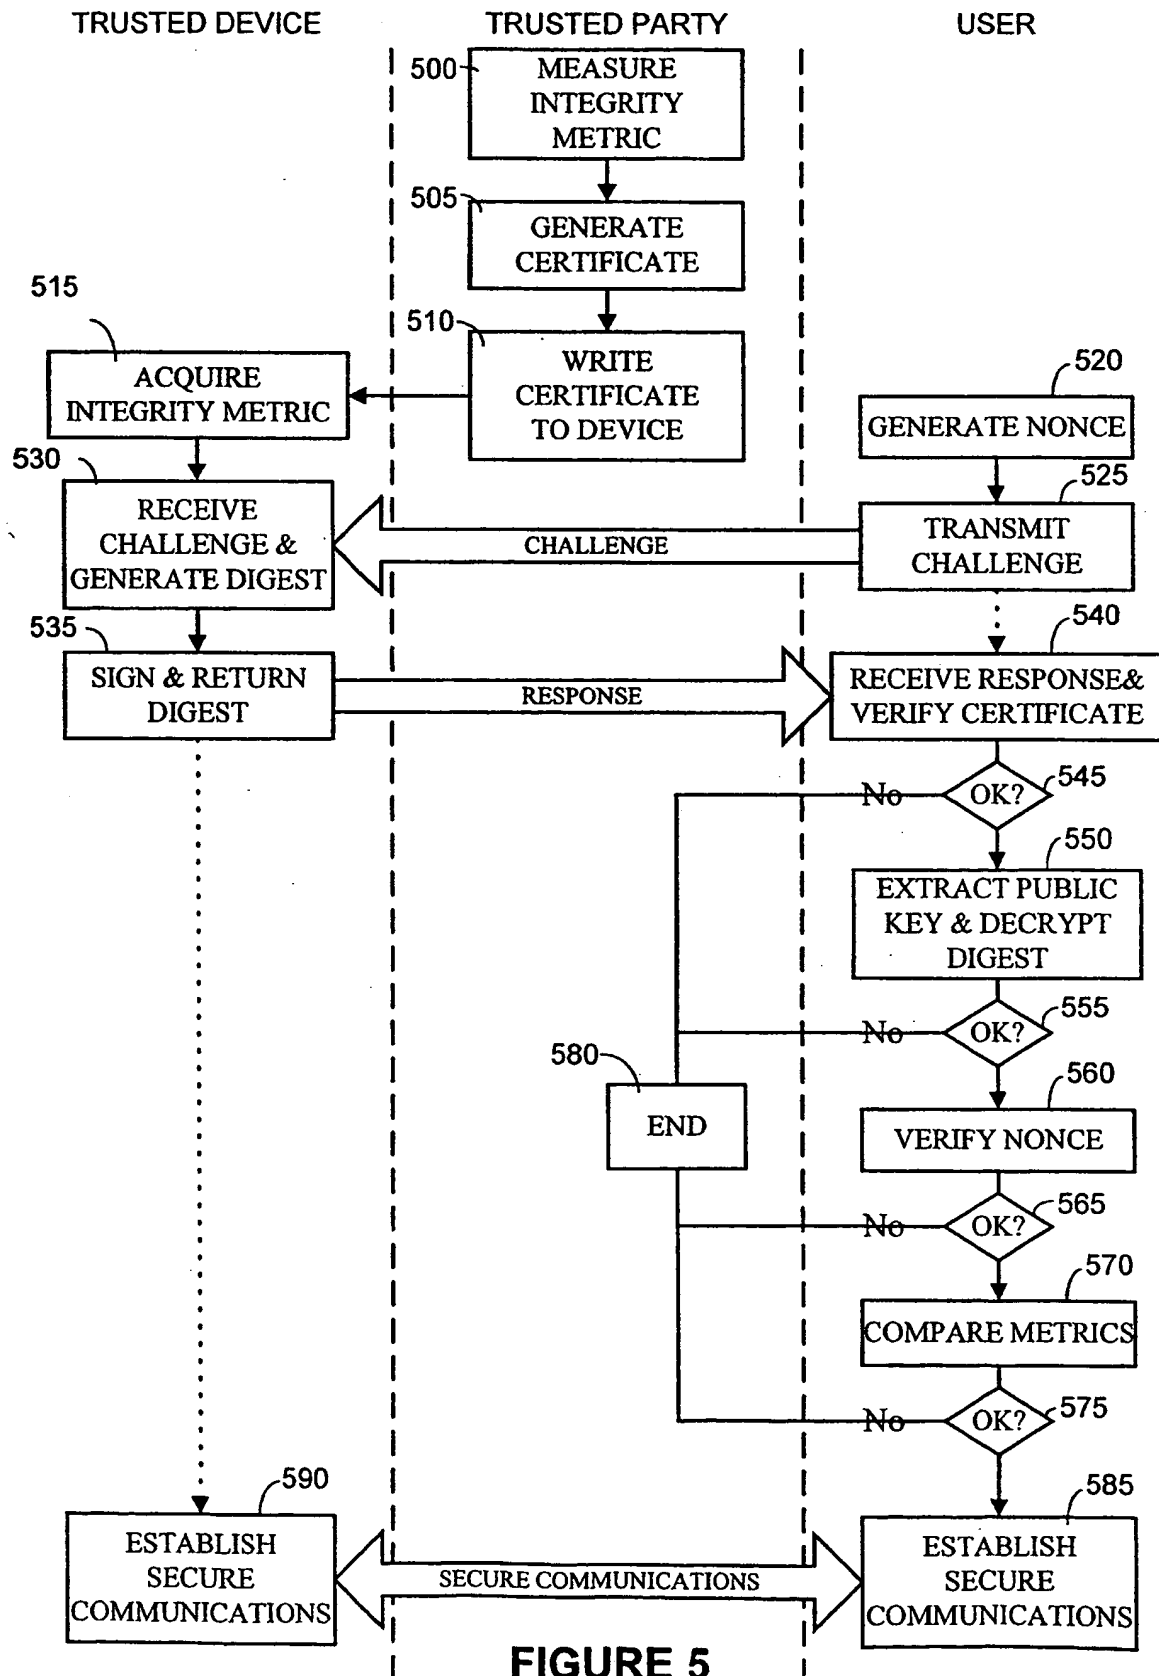 TRUSTED DEVICE
TRUSTED PARTY
USER
500
MEASURE
INTEGRITY
METRIC
505
GENERATE
CERTIFICATE
510
WRITE
CERTIFICATE
TO DEVICE
515
ACQUIRE
INTEGRITY METRIC
520
GENERATE NONCE
525
TRANSMIT
CHALLENGE
530
RECEIVE
CHALLENGE &
GENERATE DIGEST
CHALLENGE
535
SIGN & RETURN
DIGEST
RESPONSE
540
RECEIVE RESPONSE&
VERIFY CERTIFICATE
No
OK?
545
550
EXTRACT PUBLIC
KEY & DECRYPT
DIGEST
No
OK?
555
580
END
560
VERIFY NONCE
No
OK?
565
570
COMPARE METRICS
No
OK?
575
590
ESTABLISH
SECURE
COMMUNICATIONS
SECURE COMMUNICATIONS
585
ESTABLISH
SECURE
COMMUNICATIONS
FIGURE 5